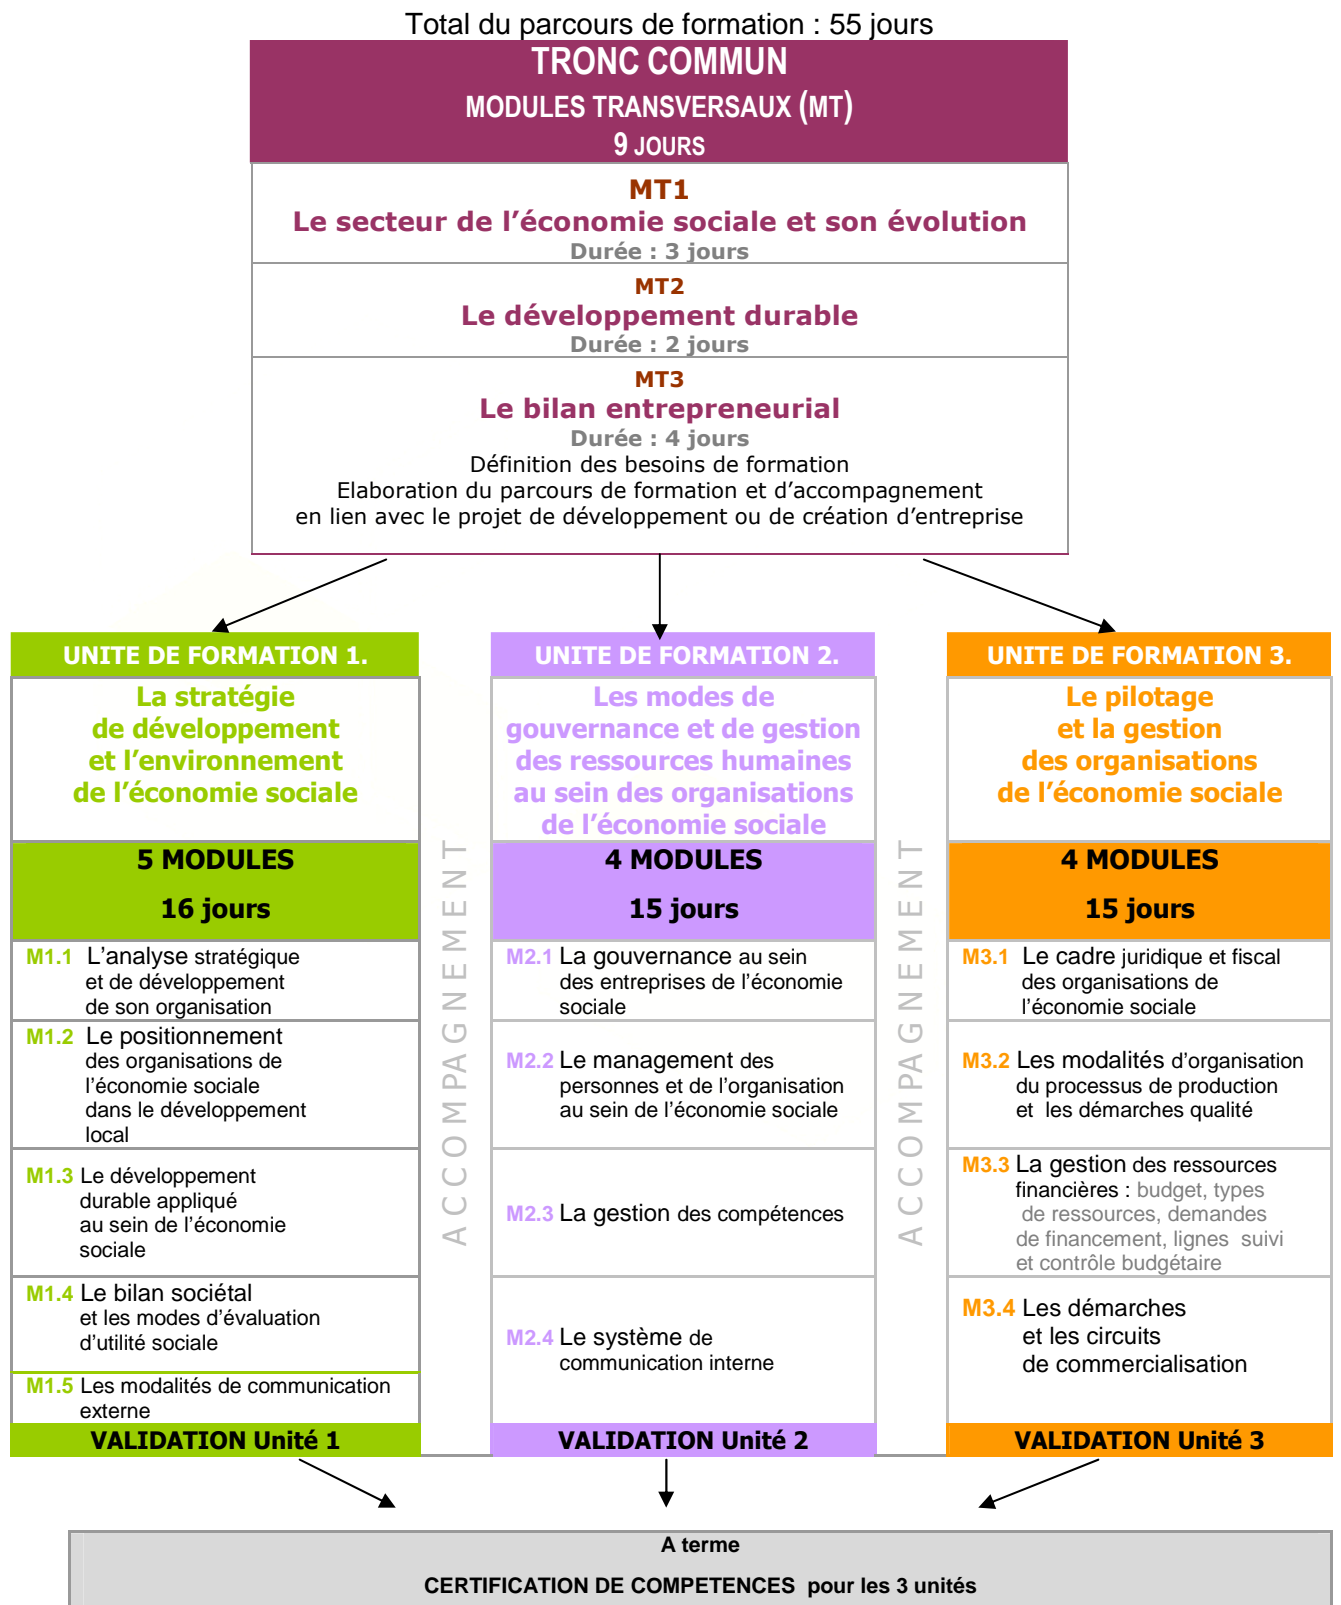 Total du parcours de formation : 55 jours
TRONC COMMUN
MODULES TRANSVERSAUX (MT)
9 JOURS
MT1
Le secteur de l'économie sociale et son évolution
Durée : 3 jours
MT2
Le développement durable
Durée : 2 jours
MT3
Le bilan entrepreneurial
Durée : 4 jours
Définition des besoins de formation
Elaboration du parcours de formation et d'accompagnement
en lien avec le projet de développement ou de création d'entreprise
UNITE DE FORMATION 1.
La stratégie
de développement
et l'environnement
de l'économie sociale
5 MODULES
16 jours
M1.1 L'analyse stratégique
et de développement
de son organisation
M1.2 Le positionnement
des organisations de
l'économie sociale
dans le développement
local
M1.3 Le développement
durable appliqué
au sein de l'économie
sociale
M1.4 Le bilan sociétal
et les modes d'évaluation
d'utilité sociale
M1.5 Les modalités de communication
externe
VALIDATION Unité 1
ACCOMPAGNEMENT
UNITE DE FORMATION 2.
Les modes de
gouvernance et de gestion
des ressources humaines
au sein des organisations
de l'économie sociale
4 MODULES
15 jours
M2.1 La gouvernance au sein
des entreprises de l'économie
sociale
M2.2 Le management des
personnes et de l'organisation
au sein de l'économie sociale
M2.3 La gestion des compétences
M2.4 Le système de
communication interne
VALIDATION Unité 2
ACCOMPAGNEMENT
UNITE DE FORMATION 3.
Le pilotage
et la gestion
des organisations
de l'économie sociale
4 MODULES
15 jours
M3.1 Le cadre juridique et fiscal
des organisations de
l'économie sociale
M3.2 Les modalités d'organisation
du processus de production
et les démarches qualité
M3.3 La gestion des ressources
financières : budget, types
de ressources, demandes
de financement, lignes suivi
et contrôle budgétaire
M3.4 Les démarches
et les circuits
de commercialisation
VALIDATION Unité 3
A terme
CERTIFICATION DE COMPETENCES pour les 3 unités